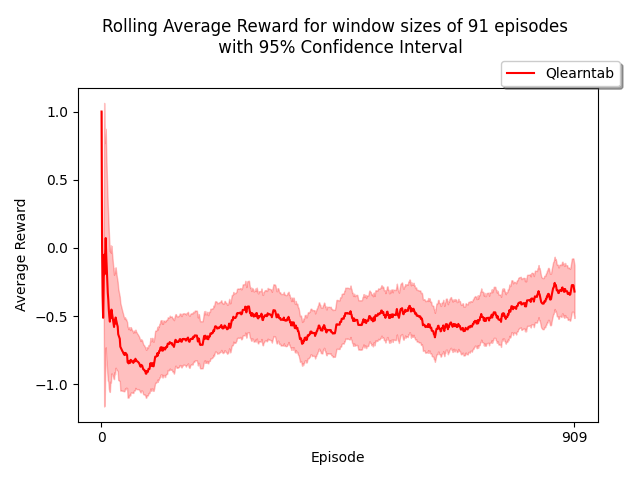 Rolling Average Reward for window sizes of 91 episodes
with 95% Confidence Interval
Qlearntab
1.0
0.5
0.0
−0.5
−1.0
Average Reward
0
909
Episode